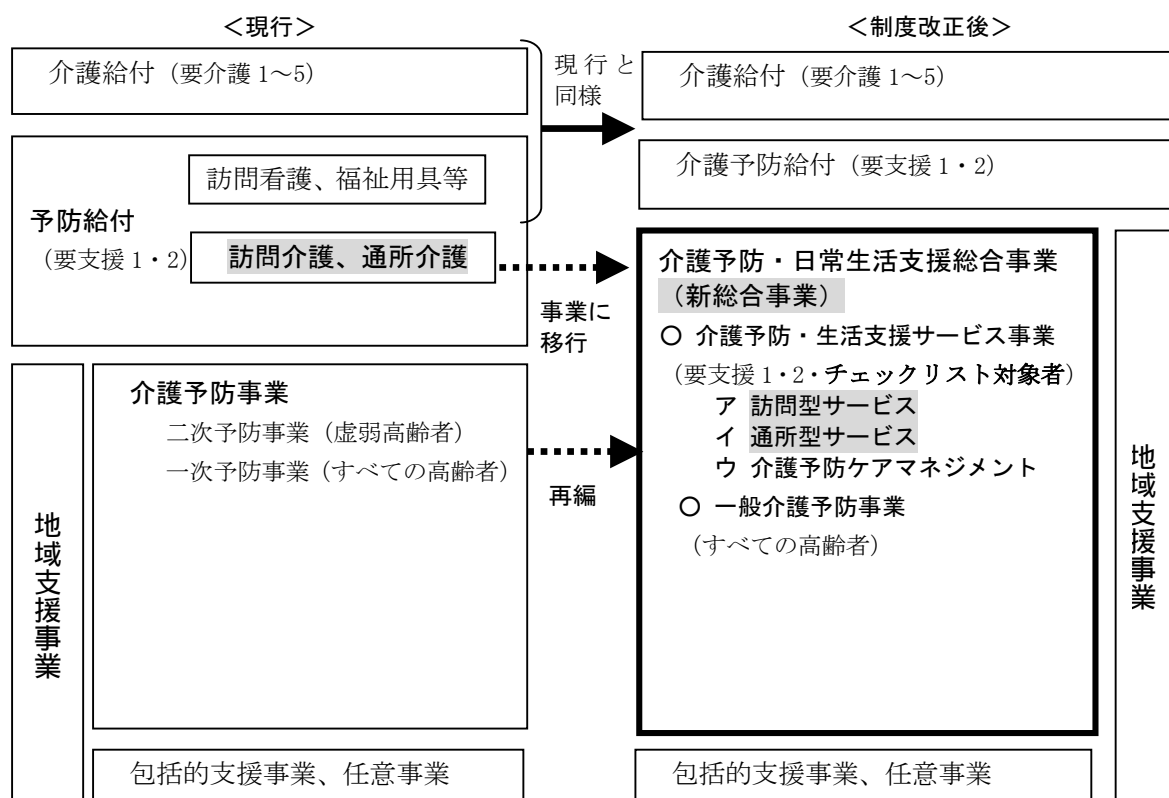 ＜現行＞
介護給付（要介護 1～5）
訪問看護、福祉用具等
予防給付
（要支援 1・2）
訪問介護、通所介護
現行と
同様
事業に
移行
介護予防事業
二次予防事業（虚弱高齢者）
一次予防事業（すべての高齢者）
再編
地域支援事業
包括的支援事業、任意事業
＜制度改正後＞
介護給付（要介護 1～5）
介護予防給付（要支援 1・2）
介護予防・日常生活支援総合事業
（新総合事業）
○ 介護予防・生活支援サービス事業
（要支援 1・2・チェックリスト対象者）
ア 訪問型サービス
イ 通所型サービス
ウ 介護予防ケアマネジメント
○ 一般介護予防事業
（すべての高齢者）
地域支援事業
包括的支援事業、任意事業